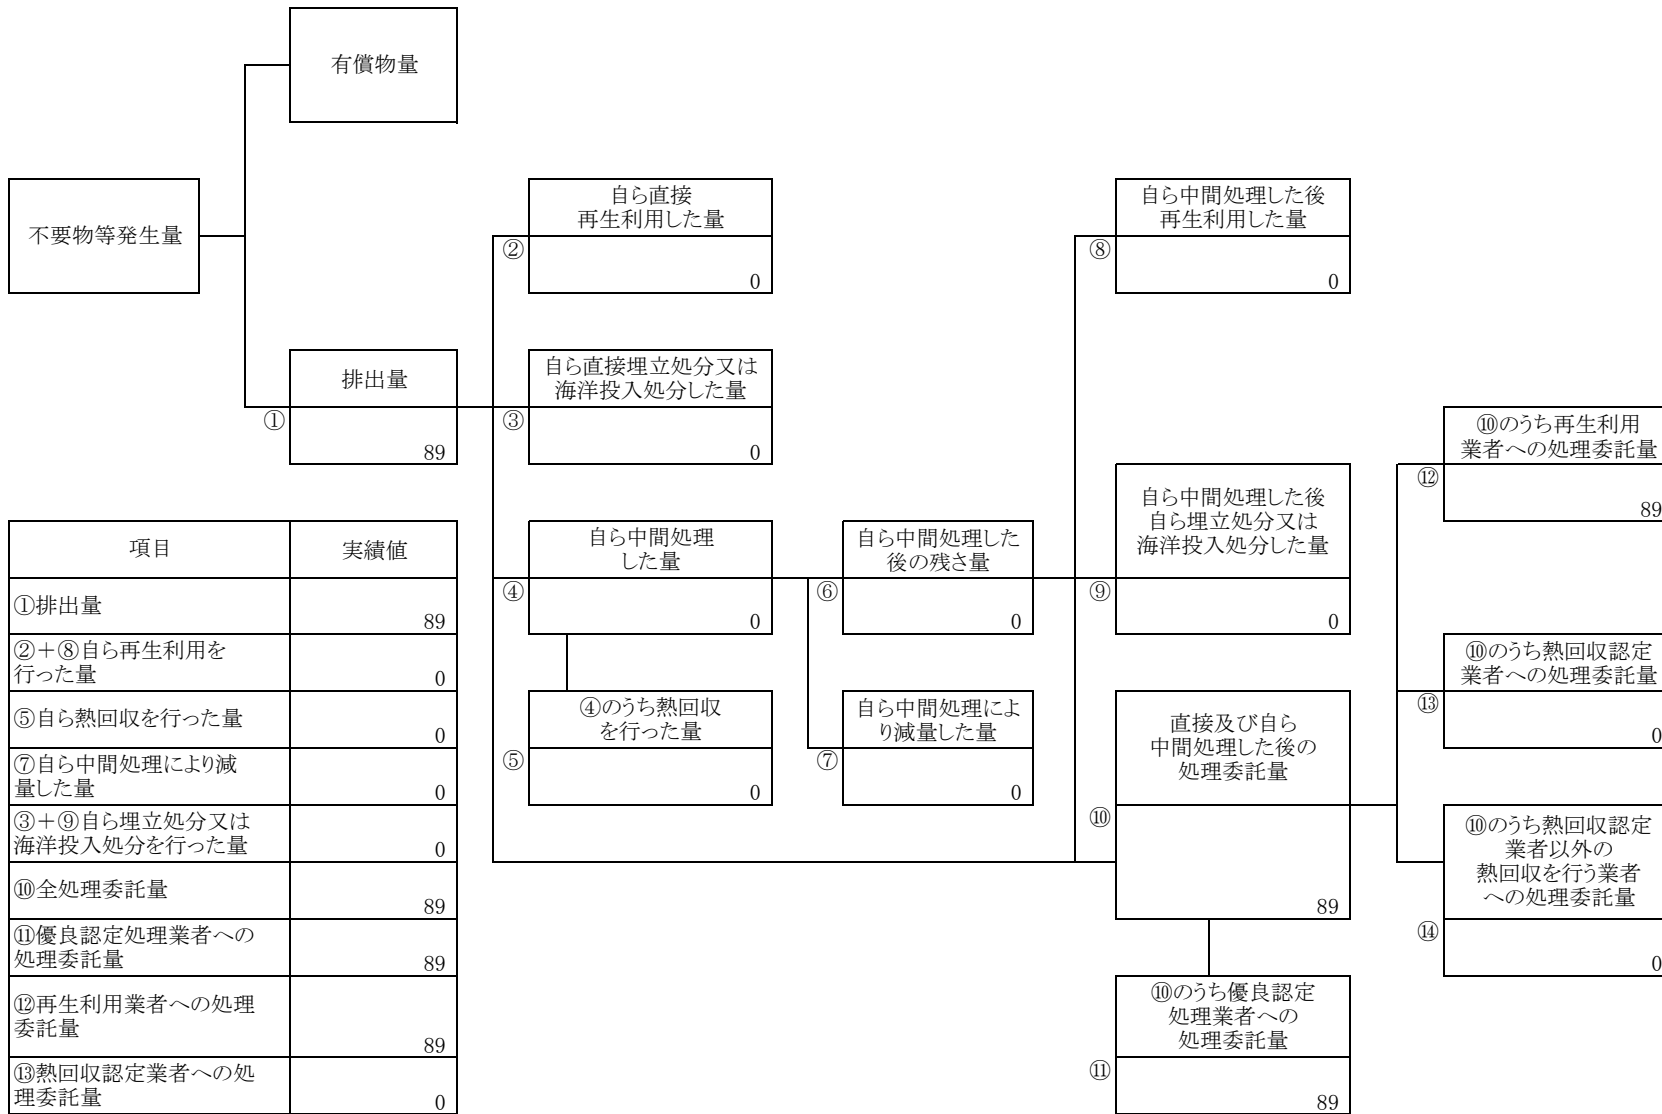 有償物量
不要物等発生量
自ら直接
再生利用した量
②
0
自ら中間処理した後
再生利用した量
⑧
0
排出量
①
89
自ら直接埋立処分又は
海洋投入処分した量
③
0
⑩のうち再生利用
業者への処理委託量
⑫
89
自ら中間処理した後
自ら埋立処分又は
海洋投入処分した量
⑨
0
自ら中間処理
した量
④
0
自ら中間処理した
後の残さ量
⑥
0
⑩のうち熱回収認定
業者への処理委託量
⑬
0
④のうち熱回収
を行った量
⑤
0
自ら中間処理によ
り減量した量
⑦
0
直接及び自ら
中間処理した後の
処理委託量
⑩
89
⑩のうち熱回収認定
業者以外の
熱回収を行う業者
への処理委託量
⑭
0
⑩のうち優良認定
処理業者への
処理委託量
⑪
89
項目 実績値
①排出量
89
②+⑧自ら再生利用を
行った量
0
⑤自ら熱回収を行った量
0
⑦自ら中間処理により減
量した量
0
③+⑨自ら埋立処分又は
海洋投入処分を行った量
0
⑩全処理委託量
89
⑪優良認定処理業者への
処理委託量
89
⑫再生利用業者への処理
委託量
89
⑬熱回収認定業者への処
理委託量
0